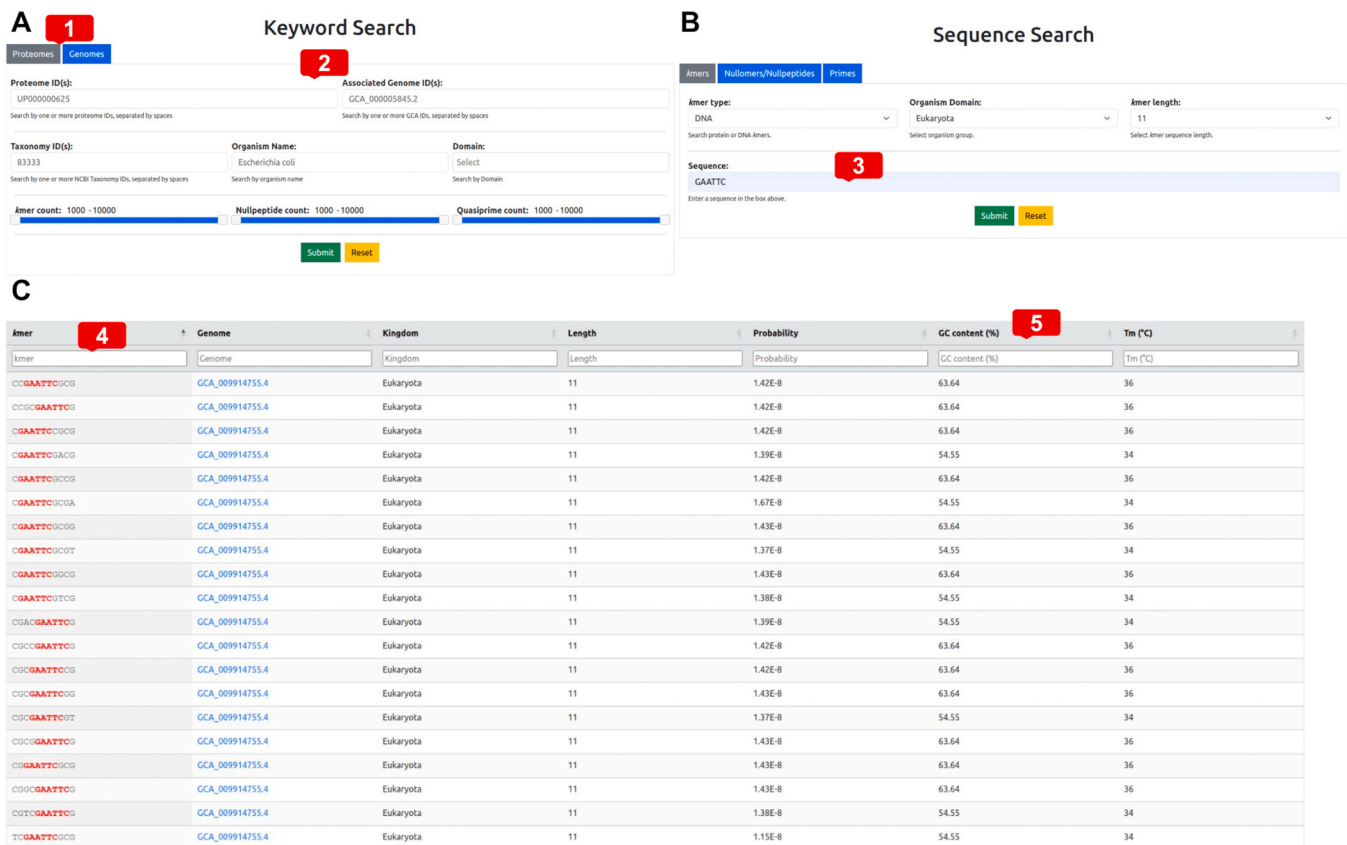 A
1
Keyword Search
Proteomes Genomes
2
Proteome ID(s): Associated Genome ID(s):
UP000000625 GCA_000005845.2
Search by one or more proteome IDs, separated by spaces Search by one or more GCA IDs, separated by spaces
Taxonomy ID(s): Organism Name: Domain:
83333 Escherichia coli Select
Search by one or more NCBI Taxonomy IDs, separated by spaces Search by organism name Search by Domain
kmer count: 1000 - 10000 Nullpeptide count: 1000 - 10000 Quasiprime count: 1000 - 10000
Submit Reset
B
Sequence Search
kmers Nullomers/Nullpeptides Primes
kmer type: Organism Domain: kmer length:
DNA Eukaryota 11
Search protein or DNA kmers. Select organism group. Select kmer sequence length.
Sequence:
3
GAATTC
Enter a sequence in the box above.
Submit Reset
C
4 5
kmer Genome Kingdom Length Probability GC content (%) Tm (°C)
kmer Genome Kingdom Length Probability GC content (%) Tm (°C)
CCGAATTCGCG GCA_009914755.4 Eukaryota 11 1.42E-8 63.64 36
CCGCGAATTCG GCA_009914755.4 Eukaryota 11 1.42E-8 63.64 36
CGAATTCCGCG GCA_009914755.4 Eukaryota 11 1.42E-8 63.64 36
CGAATTCGACG GCA_009914755.4 Eukaryota 11 1.39E-8 54.55 34
CGAATTCGCCG GCA_009914755.4 Eukaryota 11 1.42E-8 63.64 36
CGAATTCGCGA GCA_009914755.4 Eukaryota 11 1.67E-8 54.55 34
CGAATTCGCGG GCA_009914755.4 Eukaryota 11 1.43E-8 63.64 36
CGAATTCGCGT GCA_009914755.4 Eukaryota 11 1.37E-8 54.55 34
CGAATTCGGCG GCA_009914755.4 Eukaryota 11 1.43E-8 63.64 36
CGAATTCGTCG GCA_009914755.4 Eukaryota 11 1.38E-8 54.55 34
CGACGAATTCG GCA_009914755.4 Eukaryota 11 1.39E-8 54.55 34
CGCCGAATTCG GCA_009914755.4 Eukaryota 11 1.42E-8 63.64 36
CGCGAATTCCG GCA_009914755.4 Eukaryota 11 1.42E-8 63.64 36
CGCGAATTCGG GCA_009914755.4 Eukaryota 11 1.43E-8 63.64 36
CGCGAATTCGT GCA_009914755.4 Eukaryota 11 1.37E-8 54.55 34
CGCGGAATTCG GCA_009914755.4 Eukaryota 11 1.43E-8 63.64 36
CGGAATTCGCG GCA_009914755.4 Eukaryota 11 1.43E-8 63.64 36
CGGCGAATTCG GCA_009914755.4 Eukaryota 11 1.43E-8 63.64 36
CGTCGAATTCG GCA_009914755.4 Eukaryota 11 1.38E-8 54.55 34
TCGAATTCGCG GCA_009914755.4 Eukaryota 11 1.15E-8 54.55 34